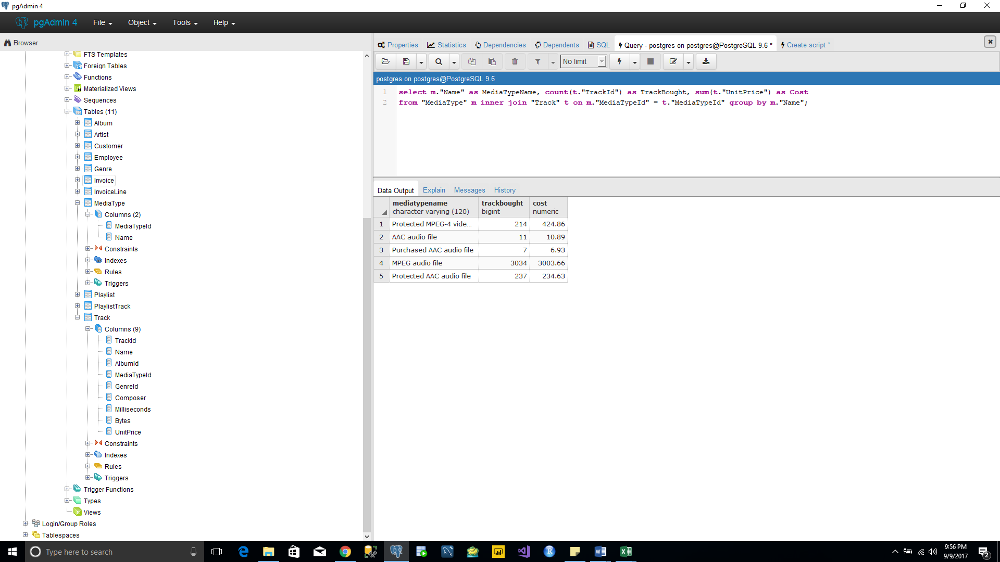 pgAdmin 4
pgAdmin 4 File Object Tools Help
Browser
FTS Templates
Foreign Tables
Functions
Materialized Views
Sequences
Tables (11)
Album
Artist
Customer
Employee
Genre
Invoice
InvoiceLine
MediaType
Columns (2)
MediaTypeId
Name
Constraints
Indexes
Rules
Triggers
Playlist
PlaylistTrack
Track
Columns (9)
TrackId
Name
AlbumId
MediaTypeId
GenreId
Composer
Milliseconds
Bytes
UnitPrice
Constraints
Indexes
Rules
Triggers
Trigger Functions
Types
Views
Login/Group Roles
Tablespaces
Properties Statistics Dependencies Dependents SQL Query - postgres on postgres@PostgreSQL 9.6 * Create script *
No limit
postgres on postgres@PostgreSQL 9.6
1 select m."Name" as MediaTypeName, count(t."TrackId") as TrackBought, sum(t."UnitPrice") as Cost
2 from "MediaType" m inner join "Track" t on m."MediaTypeId" = t."MediaTypeId" group by m."Name";
Data Output Explain Messages History
mediatypename trackbought cost
character varying (120) bigint numeric
1 Protected MPEG-4 vide... 214 424.86
2 AAC audio file 11 10.89
3 Purchased AAC audio file 7 6.93
4 MPEG audio file 3034 3003.66
5 Protected AAC audio file 237 234.63
Type here to search
9:56 PM
9/9/2017
2